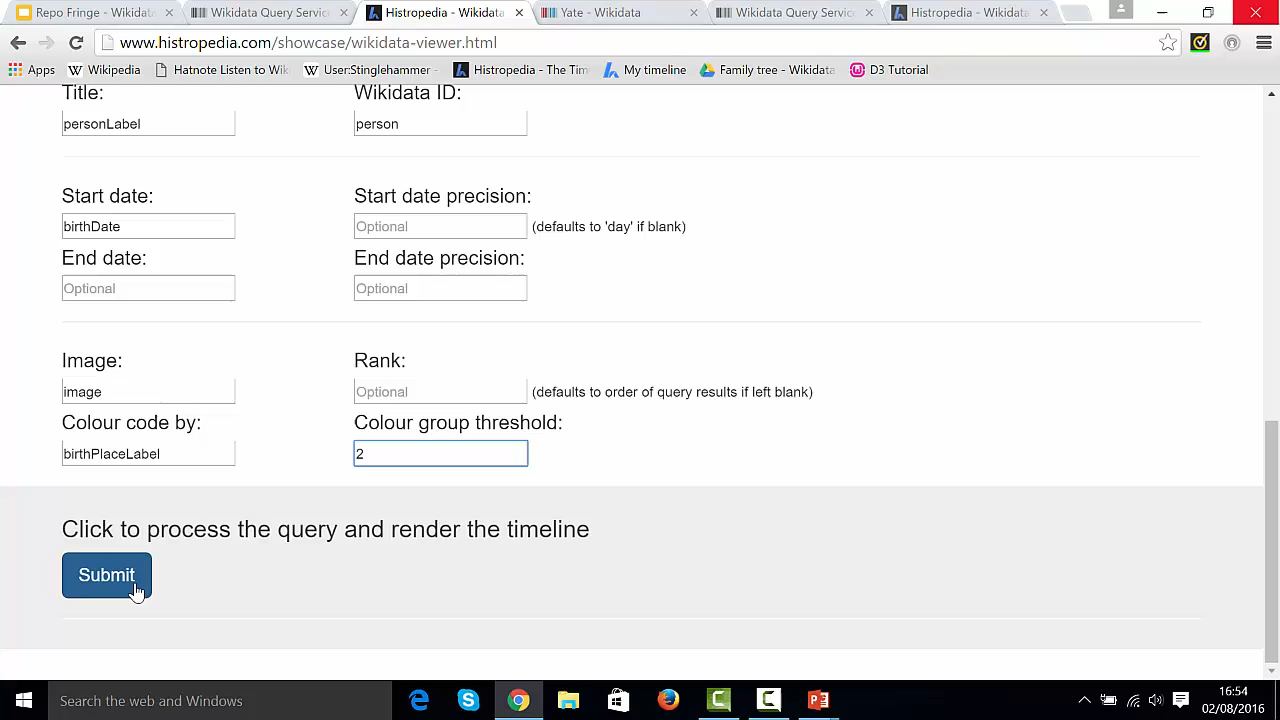 Repo Fringe - Wikidat
Wikidata Query Servic
Histropedia - Wikidat
Yate - Wikidata
Wikidata Query Servic
Histropedia - Wikidat
www.histropedia.com/showcase/wikidata-viewer.html
Apps
Wikipedia
Hatnote Listen to Wik
User:Stinglehammer -
Histropedia - The Tim
My timeline
Family tree - Wikidata
D3 Tutorial
Title: Wikidata ID:
personLabel person
Start date: Start date precision:
birthDate Optional (defaults to 'day' if blank)
End date: End date precision:
Optional Optional
Image: Rank:
image Optional (defaults to order of query results if left blank)
Colour code by: Colour group threshold:
birthPlaceLabel 2
Click to process the query and render the timeline
Submit
Search the web and Windows
16:54
02/08/2016